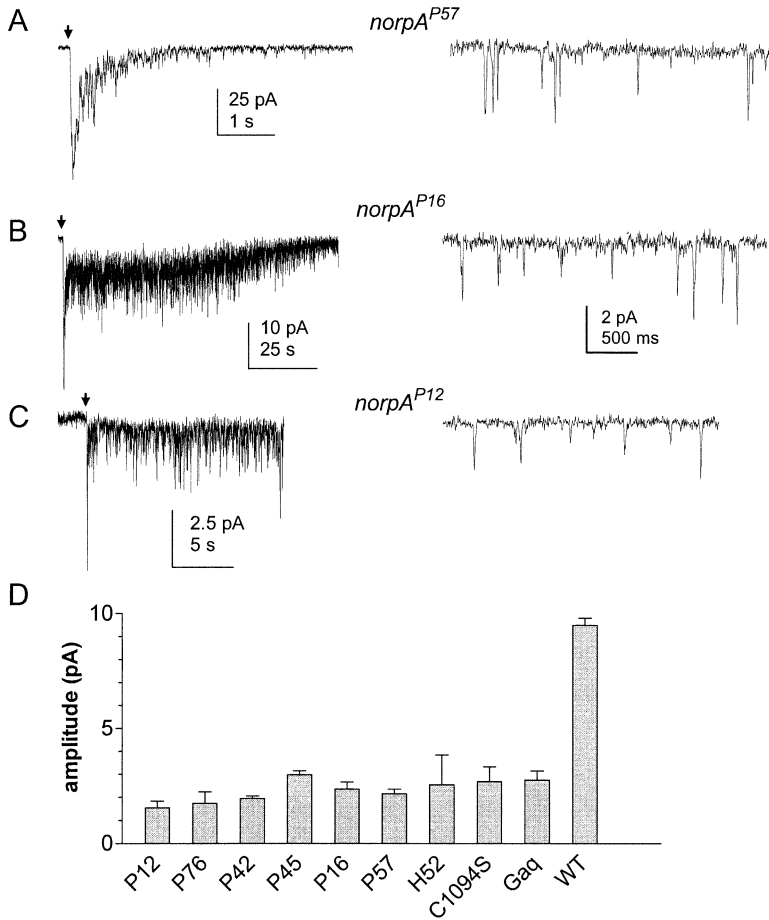 A
norpA^P57
25 pA
1 s
B
norpA^P16
10 pA
25 s
2 pA
500 ms
C
norpA^P12
2.5 pA
5 s
D
amplitude (pA)
10
5
0
P12
P76
P42
P45
P16
P57
H52
C1094S
Gaq
WT